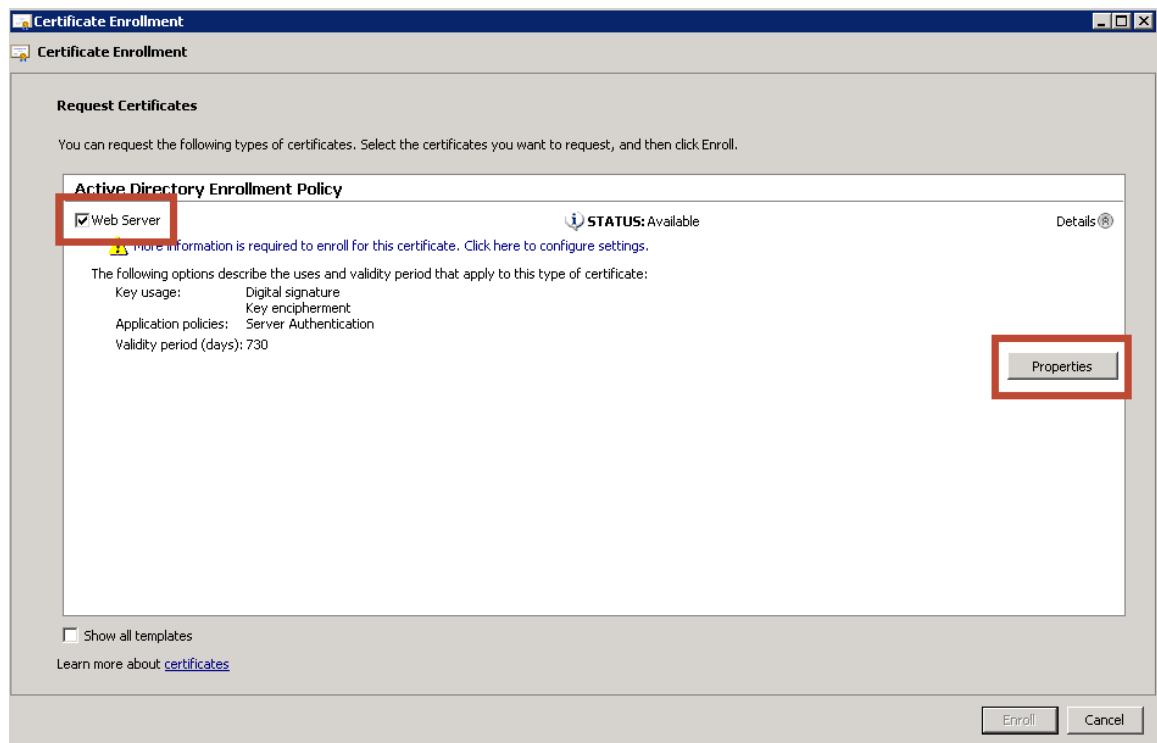 Certificate Enrollment
Certificate Enrollment
Request Certificates
You can request the following types of certificates. Select the certificates you want to request, and then click Enroll.
Active Directory Enrollment Policy
Web Server STATUS: Available Details
More information is required to enroll for this certificate. Click here to configure settings.
The following options describe the uses and validity period that apply to this type of certificate:
Key usage: Digital signature
Key encipherment
Application policies: Server Authentication
Validity period (days): 730
Properties
Show all templates
Learn more about certificates
Enroll Cancel